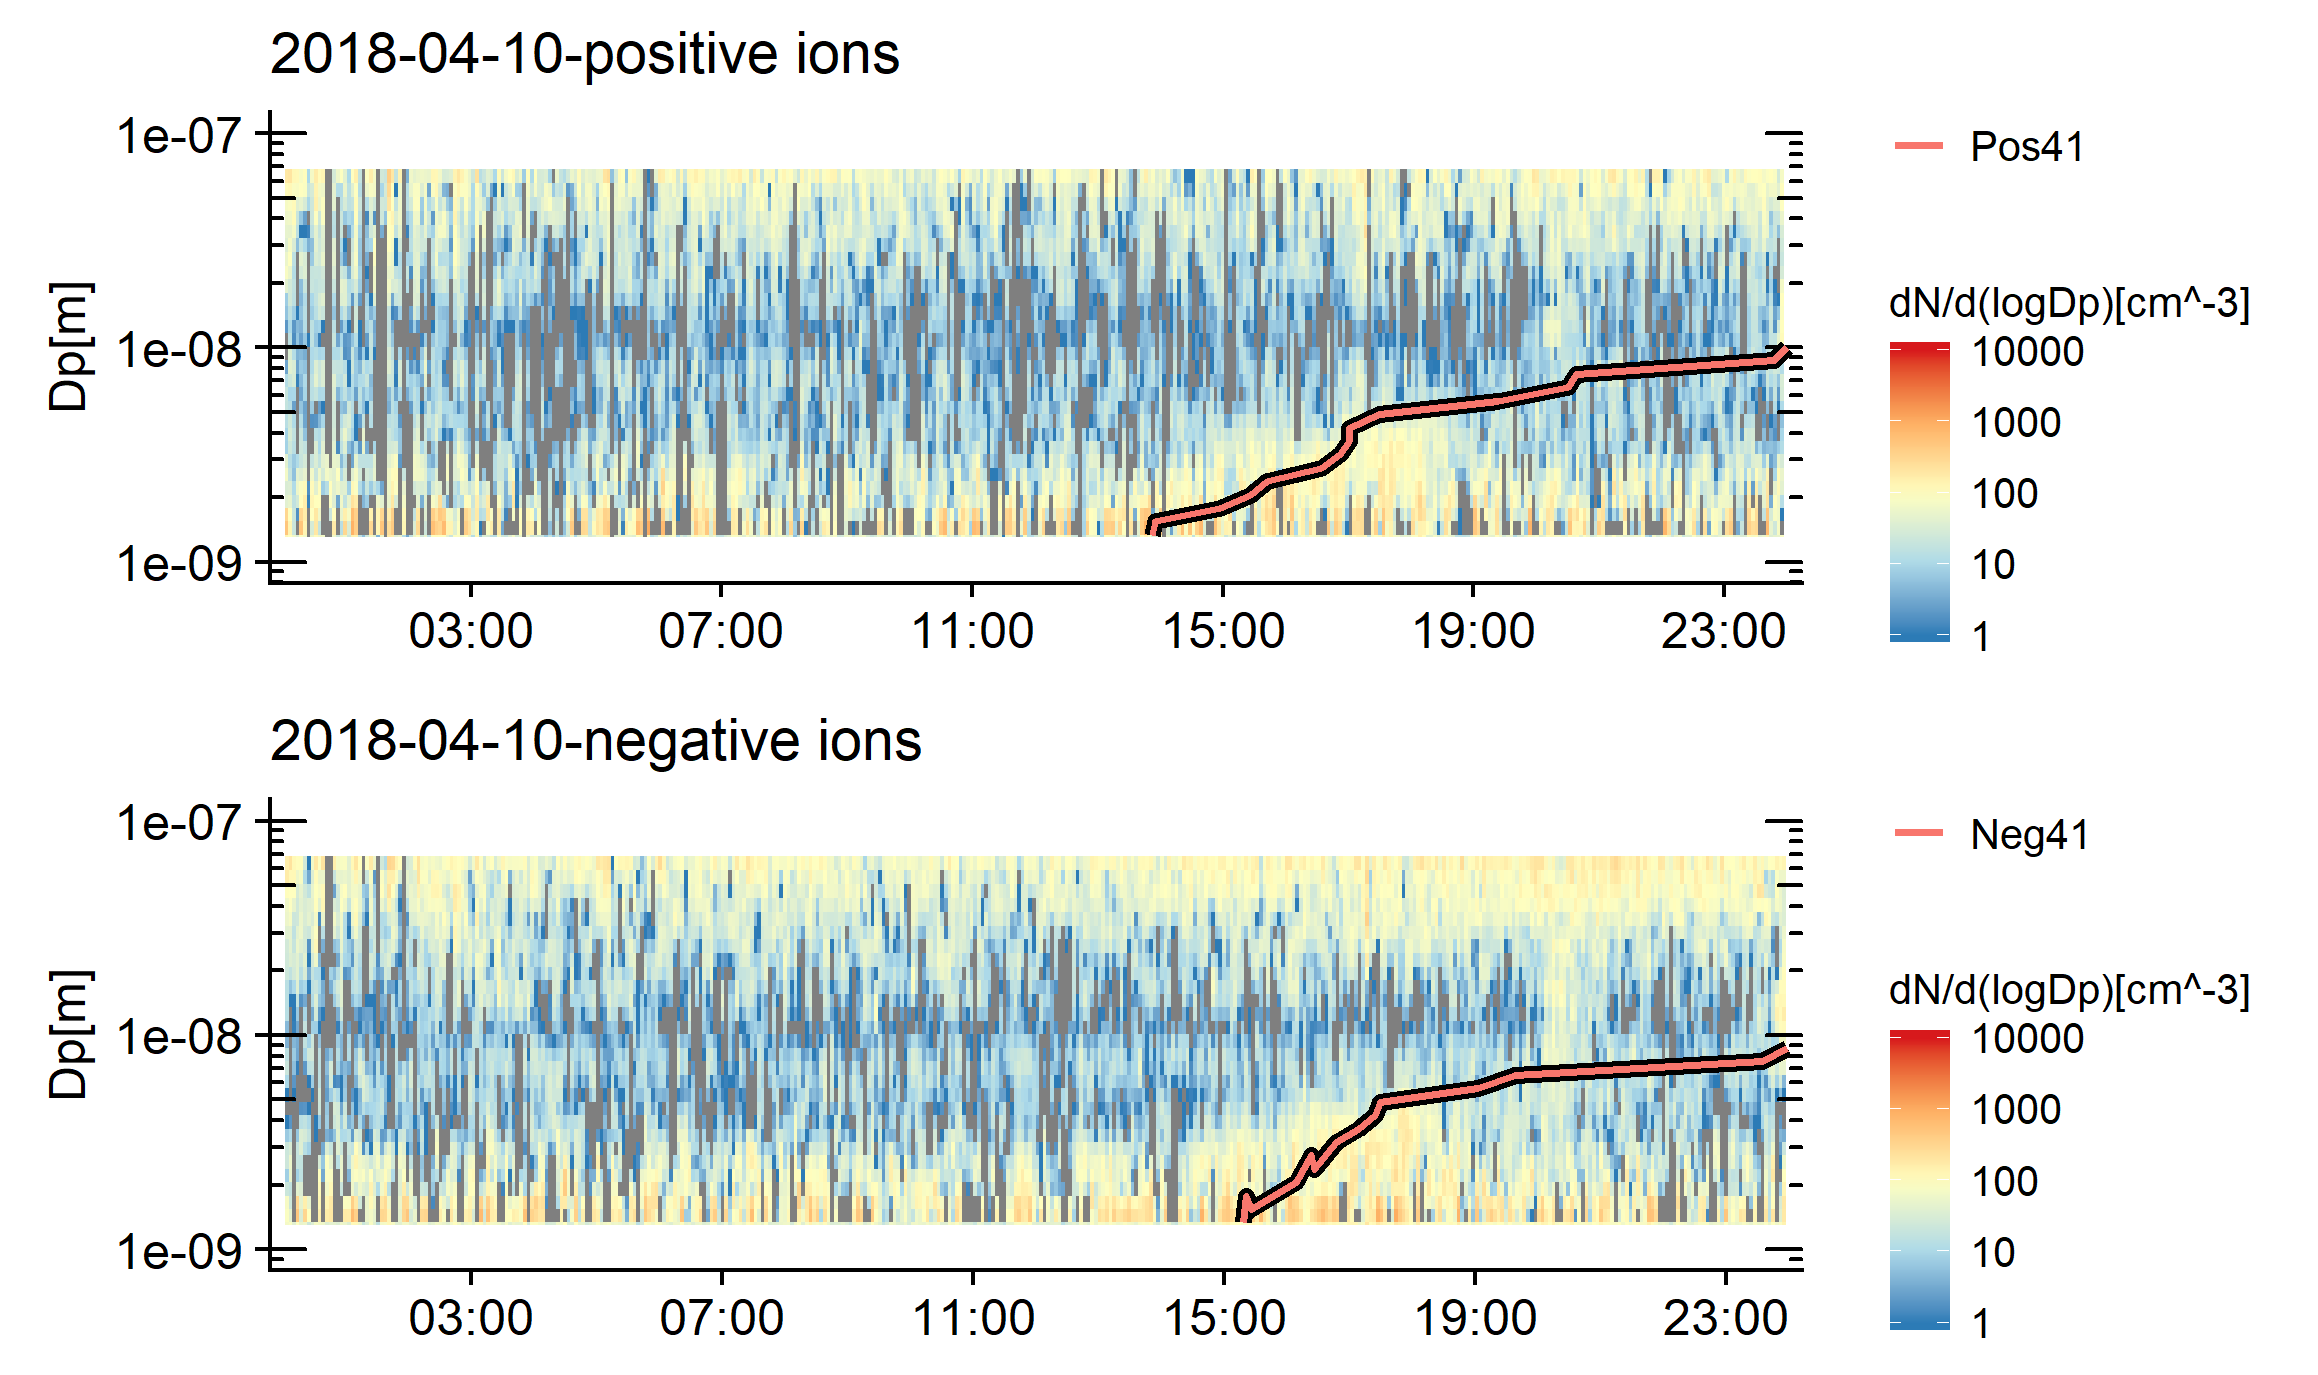 2018-04-10-positive ions
1e-07
1e-08
1e-09
Dp[m]
03:00 07:00 11:00 15:00 19:00 23:00
Pos41
dN/d(logDp)[cm^-3]
10000
1000
100
10
1
2018-04-10-negative ions
1e-07
1e-08
1e-09
Dp[m]
03:00 07:00 11:00 15:00 19:00 23:00
Neg41
dN/d(logDp)[cm^-3]
10000
1000
100
10
1